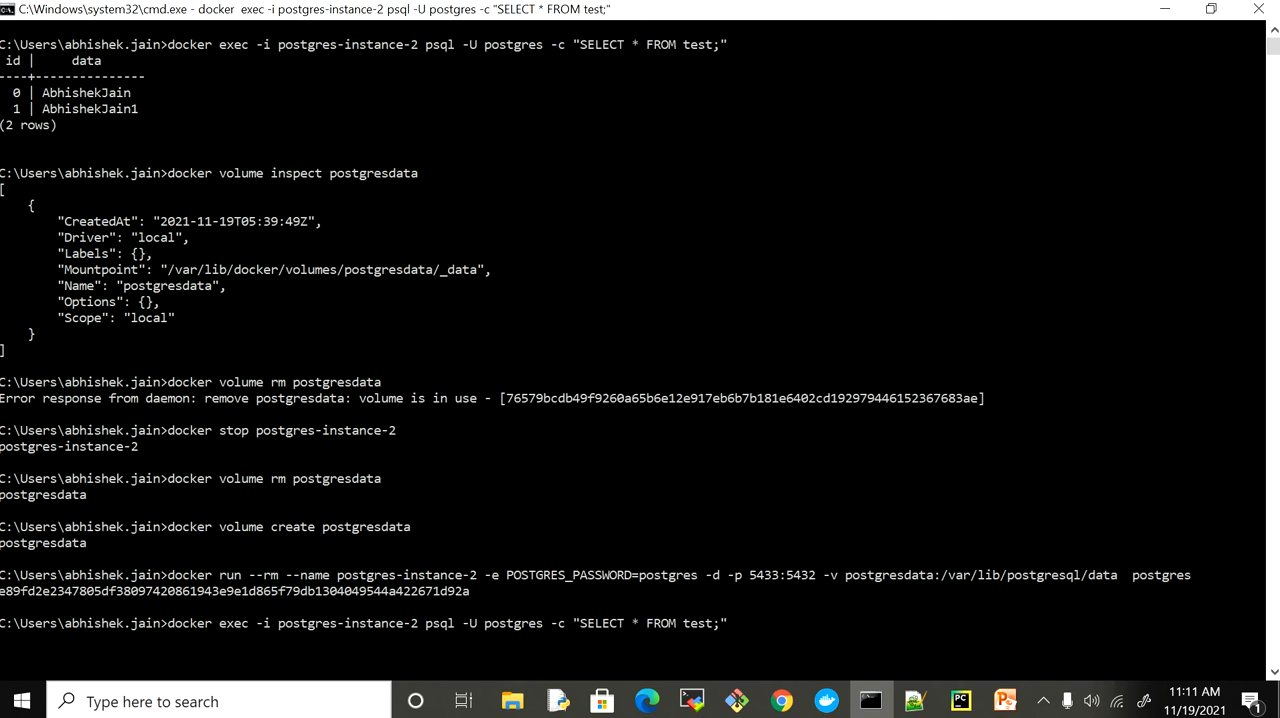 C:\Windows\system32\cmd.exe - docker  exec -i postgres-instance-2 psql -U postgres -c "SELECT * FROM test;"
C:\Users\abhishek.jain>docker exec -i postgres-instance-2 psql -U postgres -c "SELECT * FROM test;"
id |     data
----+---------------
0 | AbhishekJain
1 | AbhishekJain1
(2 rows)
C:\Users\abhishek.jain>docker volume inspect postgresdata
[
{
"CreatedAt": "2021-11-19T05:39:49Z",
"Driver": "local",
"Labels": {},
"Mountpoint": "/var/lib/docker/volumes/postgresdata/_data",
"Name": "postgresdata",
"Options": {},
"Scope": "local"
}
]
C:\Users\abhishek.jain>docker volume rm postgresdata
Error response from daemon: remove postgresdata: volume is in use - [76579bcdb49f9260a65b6e12e917eb6b7b181e6402cd192979446152367683ae]
C:\Users\abhishek.jain>docker stop postgres-instance-2
postgres-instance-2
C:\Users\abhishek.jain>docker volume rm postgresdata
postgresdata
C:\Users\abhishek.jain>docker volume create postgresdata
postgresdata
C:\Users\abhishek.jain>docker run --rm --name postgres-instance-2 -e POSTGRES_PASSWORD=postgres -d -p 5433:5432 -v postgresdata:/var/lib/postgresql/data  postgres
e89fd2e2347805df38097420861943e9e1d865f79db1304049544a422671d92a
C:\Users\abhishek.jain>docker exec -i postgres-instance-2 psql -U postgres -c "SELECT * FROM test;"
Type here to search
11:11 AM
11/19/2021
1